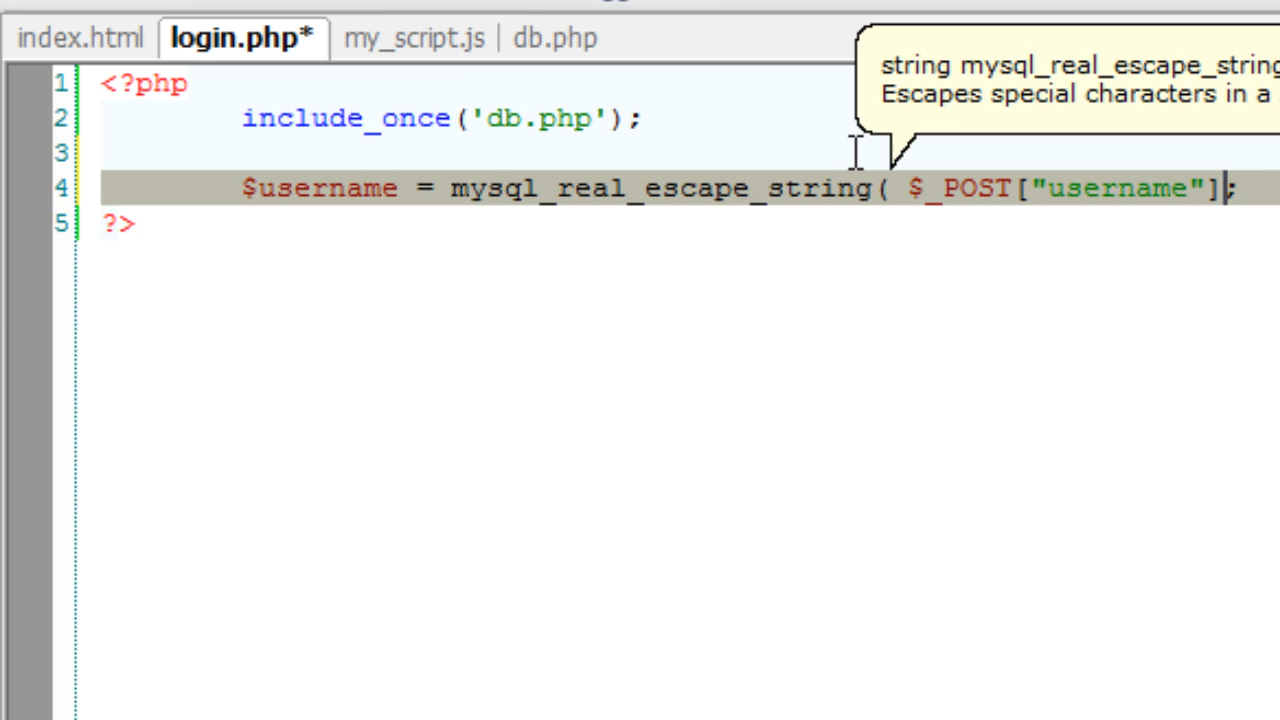 index.html login.php* my_script.js db.php
string mysql_real_escape_string
Escapes special characters in a
1 <?php
2 include_once('db.php');
3
4 $username = mysql_real_escape_string( $_POST["username"];
5 ?>